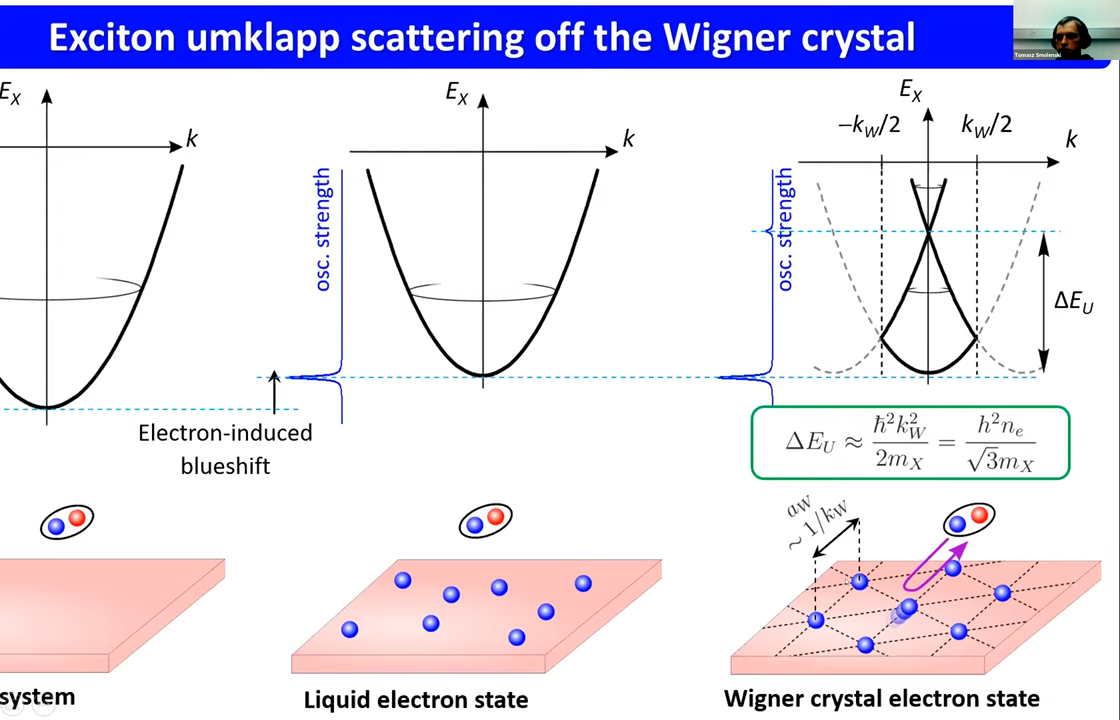 Exciton umklapp scattering off the Wigner crystal
Tomasz Smolenski
E_X
k
osc. strength
E_X
k
osc. strength
E_X
–k_W/2
k_W/2
k
ΔE_U
Electron-induced
blueshift
ΔE_U ≈ ℏ²k_W²/2m_X = h²n_e/√3m_X
a_W
~ 1/k_W
system
Liquid electron state
Wigner crystal electron state